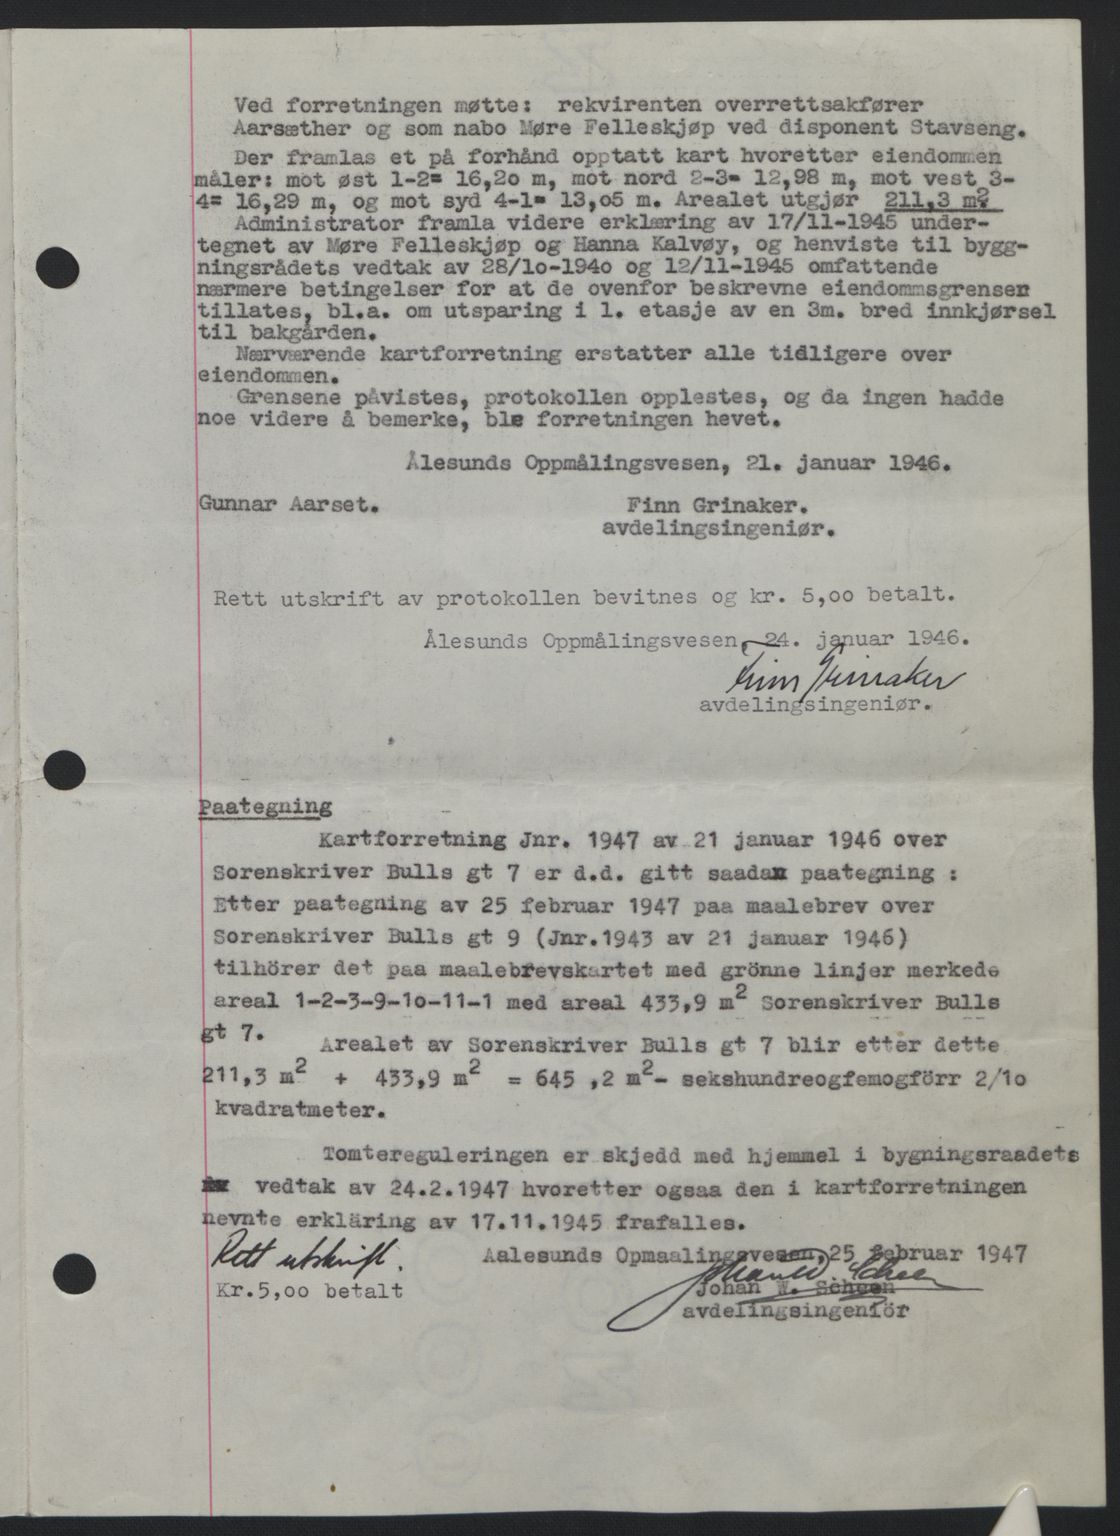 Ved forretningen møtte: rekvirenten overrettsakfører
Aarsæther og som nabo Møre Felleskjøp ved disponent Stavseng.
Der framlas et på forhånd opptatt kart hvoretter eiendommen
måler: mot øst 1-2= 16,2o m, mot nord 2-3= 12,98 m, mot vest 3-
4= 16,29 m, og mot syd 4-1= 13,o5 m. Arealet utgjør 211,3 m2
Administrator framla videre erklæring av 17/11-1945 under-
tegnet av Møre Felleskjøp og Hanna Kalvøy, og henviste til bygg-
ningsrådets vedtak av 28/1o-194o og 12/11-1945 omfattende
nærmere betingelser for at de ovenfor beskrevne eiendommsgrenser
tillates, bl.a. om utsparing i 1. etasje av en 3m. bred innkjørsel
til bakgården.
Nærværende kartforretning erstatter alle tidligere over
eiendommen.
Grensene påvistes, protokollen opplestes, og da ingen hadde
noe videre å bemerke, ble forretningen hevet.
Ålesunds Oppmålingsvesen, 21. januar 1946.
Gunnar Aarset. Finn Grinaker.
avdelingsingeniør.
Rett utskrift av protokollen bevitnes og kr. 5,oo betalt.
Ålesunds Oppmålingsvesen, 24. januar 1946.
Finn Grinaker
avdelingsingeniør.
Paategning
Kartforretning Jnr. 1947 av 21 januar 1946 over
Sorenskriver Bulls gt 7 er d.d. gitt saadan paategning :
Etter paategning av 25 februar 1947 paa maalebrev over
Sorenskriver Bulls gt 9 (Jnr.1943 av 21 januar 1946)
tilhörer det paa maalebrevskartet med grönne linjer merkede
areal 1-2-3-9-1o-11-1 med areal 433,9 m2 Sorenskriver Bulls
gt 7.
Arealet av Sorenskriver Bulls gt 7 blir etter dette
211,3 m2 + 433,9 m2 = 645 ,2 m2- sekshundreogfemogförr 2/1o
kvadratmeter.
Tomtereguleringen er skjedd med hjemmel i bygningsraadets
vedtak av 24.2.1947 hvoretter ogsaa den i kartforretningen
nevnte erkläring av 17.11.1945 frafalles.
Rett utskrift. Aalesunds Opmaalingsvesen, 25 februar 1947
Johan W. Scheen
Kr.5,oo betalt Johan W. Scheen
avdelingsingeniör